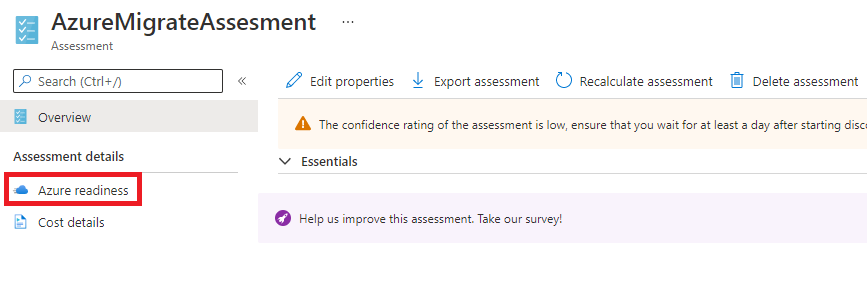 AzureMigrateAssesment ...
Assessment
Search (Ctrl+/) «
Edit properties Export assessment Recalculate assessment Delete assessment
Overview
The confidence rating of the assessment is low, ensure that you wait for at least a day after starting disco
Assessment details
Essentials
Azure readiness
Cost details
Help us improve this assessment. Take our survey!